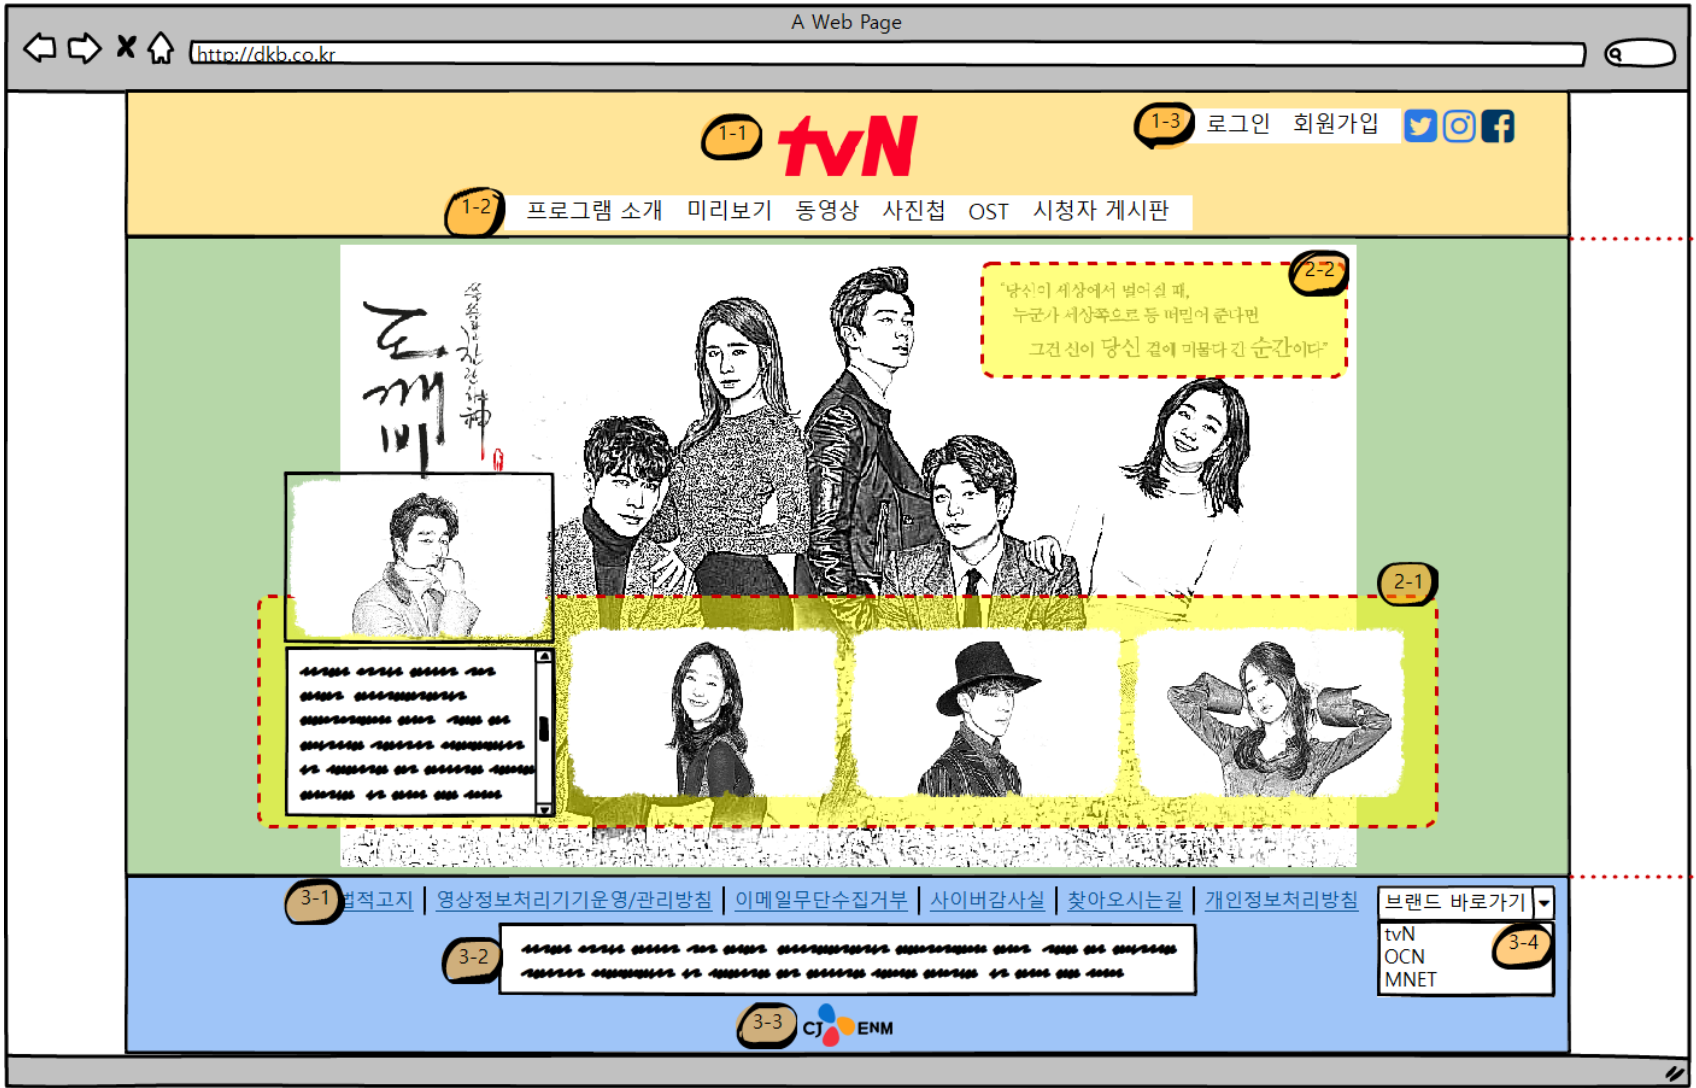 A Web Page
http://dkb.co.kr
1-1
tvN
1-3
로그인 회원가입
1-2
프로그램 소개 미리보기 동영상 사진첩 OST 시청자 게시판
2-2
"당신이 세상에서 멀어질 때,
누군가 세상쪽으로 등 떠밀어 준다면
그건 신이 당신 곁에 머물다 간 순간이다"
도깨비
2-1
3-1
법적고지 | 영상정보처리기기운영/관리방침 | 이메일무단수집거부 | 사이버감사실 | 찾아오시는길 | 개인정보처리방침
브랜드 바로가기
tvN
OCN
MNET
3-4
3-2
3-3
CJ ENM